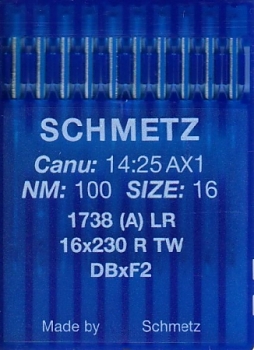 SCHMETZ
Canu: 14:25 AX1
NM: 100 SIZE: 16
1738 (A) LR
16x230 R TW
DBxF2
Made by Schmetz